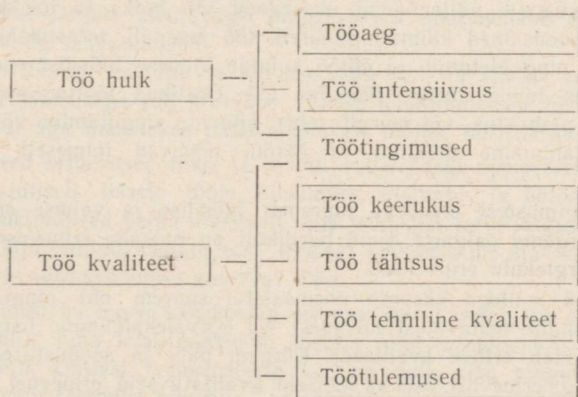 Tööaeg
Töö hulk
Töö intensiivsus
Töötingimused
Töö keerukus
Töö kvaliteet
Töö tähtsus
Töö tehniline kvaliteet
Töötulemused